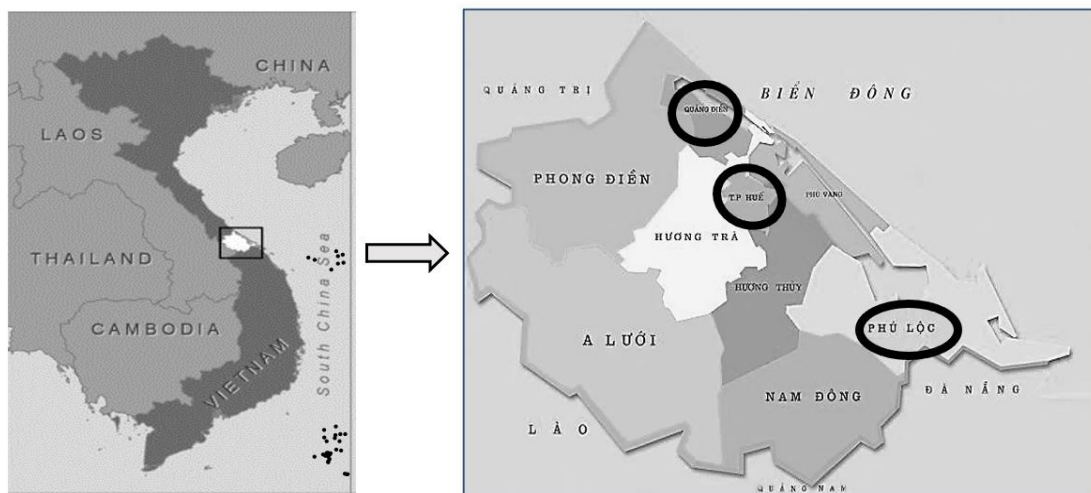 CHINA
LAOS
THAILAND
CAMBODIA
VIETNAM
South China Sea
QUẢNG TRỊ
BIỂN ĐÔNG
QUẢNG ĐIỀN
PHONG ĐIỀN
T.P HUẾ
PHÚ VANG
HƯƠNG TRÀ
HƯƠNG THỦY
PHÚ LỘC
A LƯỚI
NAM ĐÔNG
ĐÀ NẴNG
LÀO
QUẢNG NAM